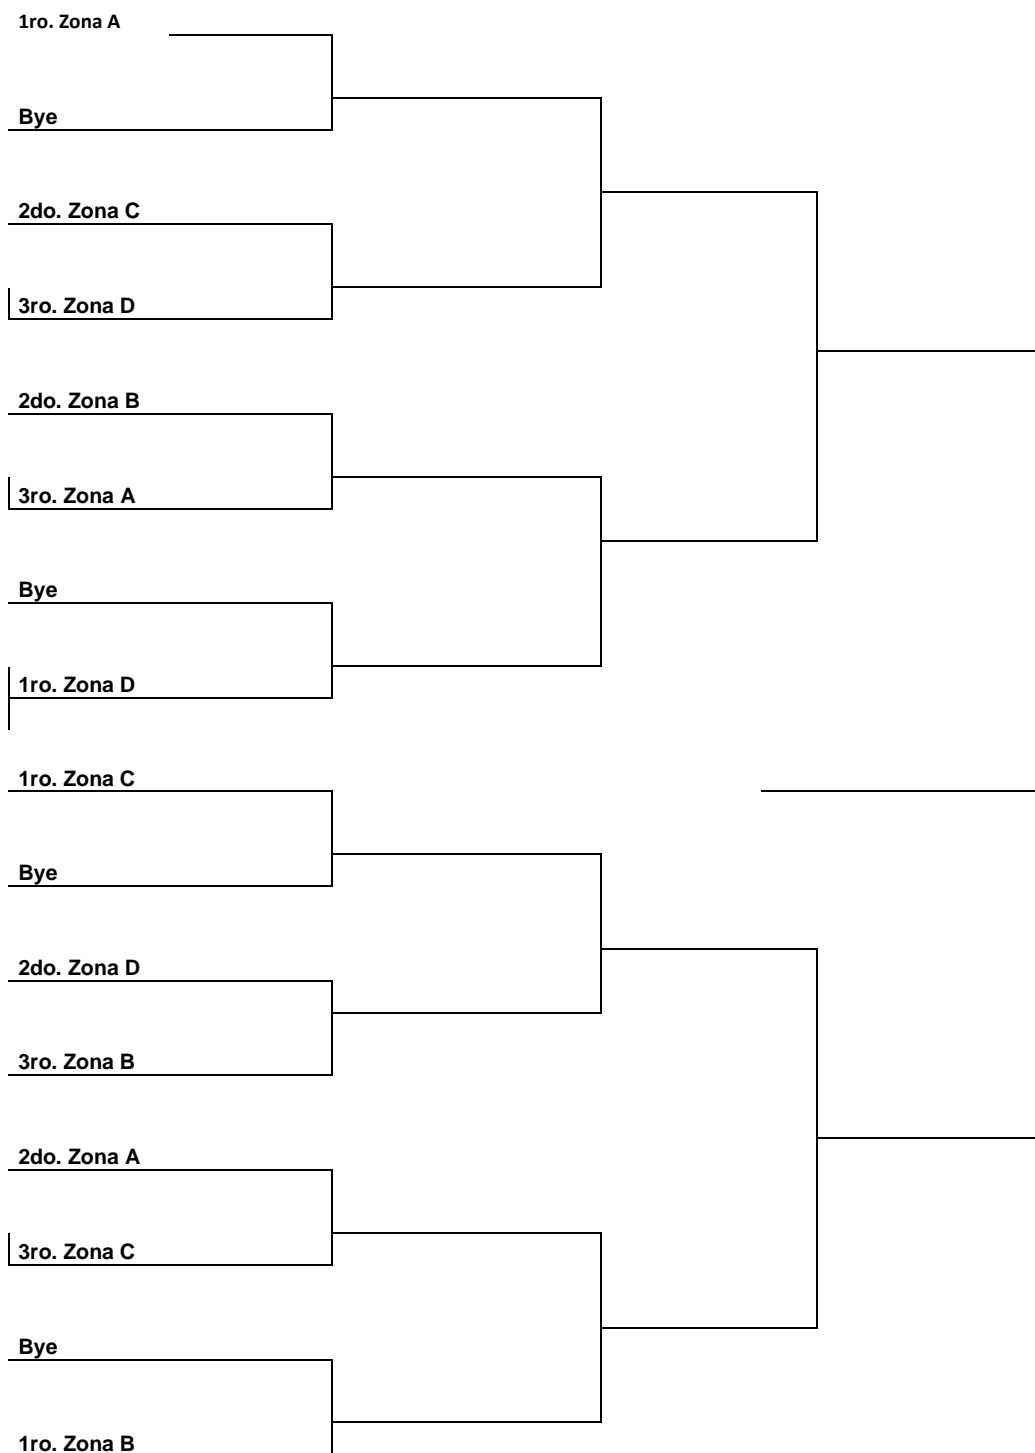 1ro. Zona A
Bye
2do. Zona C
3ro. Zona D
2do. Zona B
3ro. Zona A
Bye
1ro. Zona D
1ro. Zona C
Bye
2do. Zona D
3ro. Zona B
2do. Zona A
3ro. Zona C
Bye
1ro. Zona B